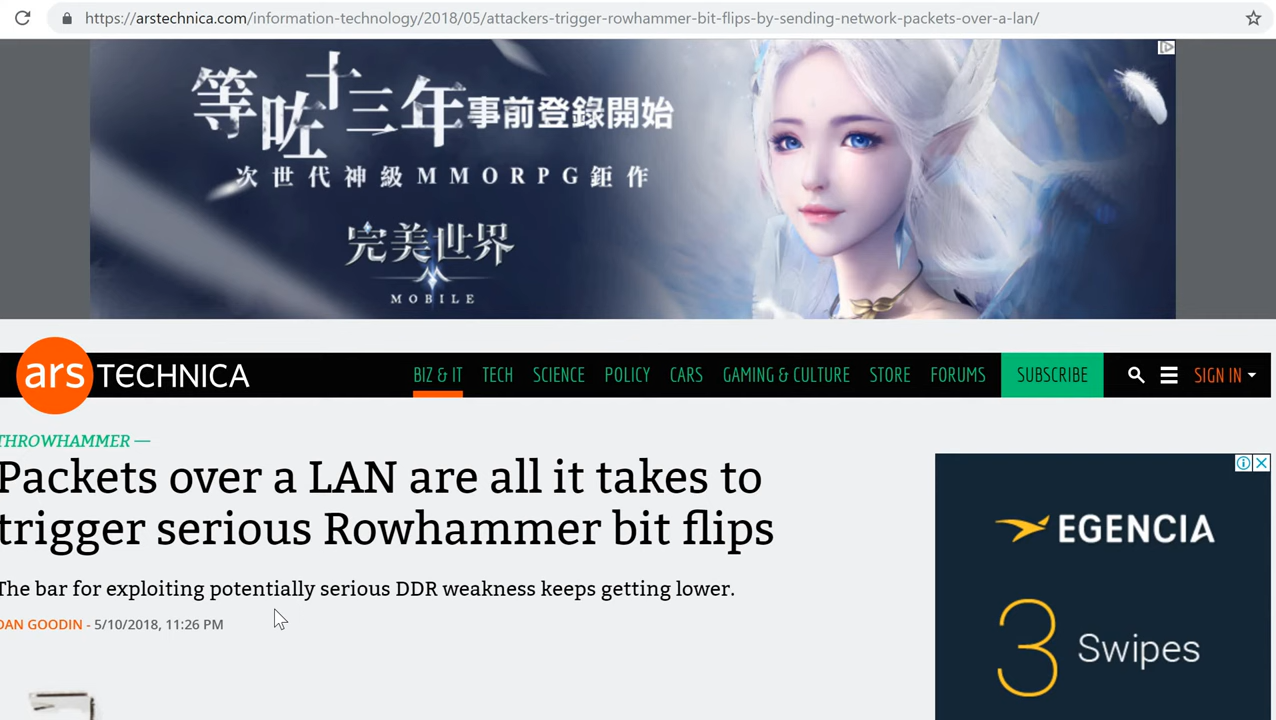 https://arstechnica.com/information-technology/2018/05/attackers-trigger-rowhammer-bit-flips-by-sending-network-packets-over-a-lan/
等咗十三年事前登錄開始
次世代神級MMORPG鉅作
完美世界
MOBILE
ars TECHNICA
BIZ & IT TECH SCIENCE POLICY CARS GAMING & CULTURE STORE FORUMS SUBSCRIBE SIGN IN
THROWHAMMER —
Packets over a LAN are all it takes to
trigger serious Rowhammer bit flips
The bar for exploiting potentially serious DDR weakness keeps getting lower.
DAN GOODIN - 5/10/2018, 11:26 PM
EGENCIA
3 Swipes